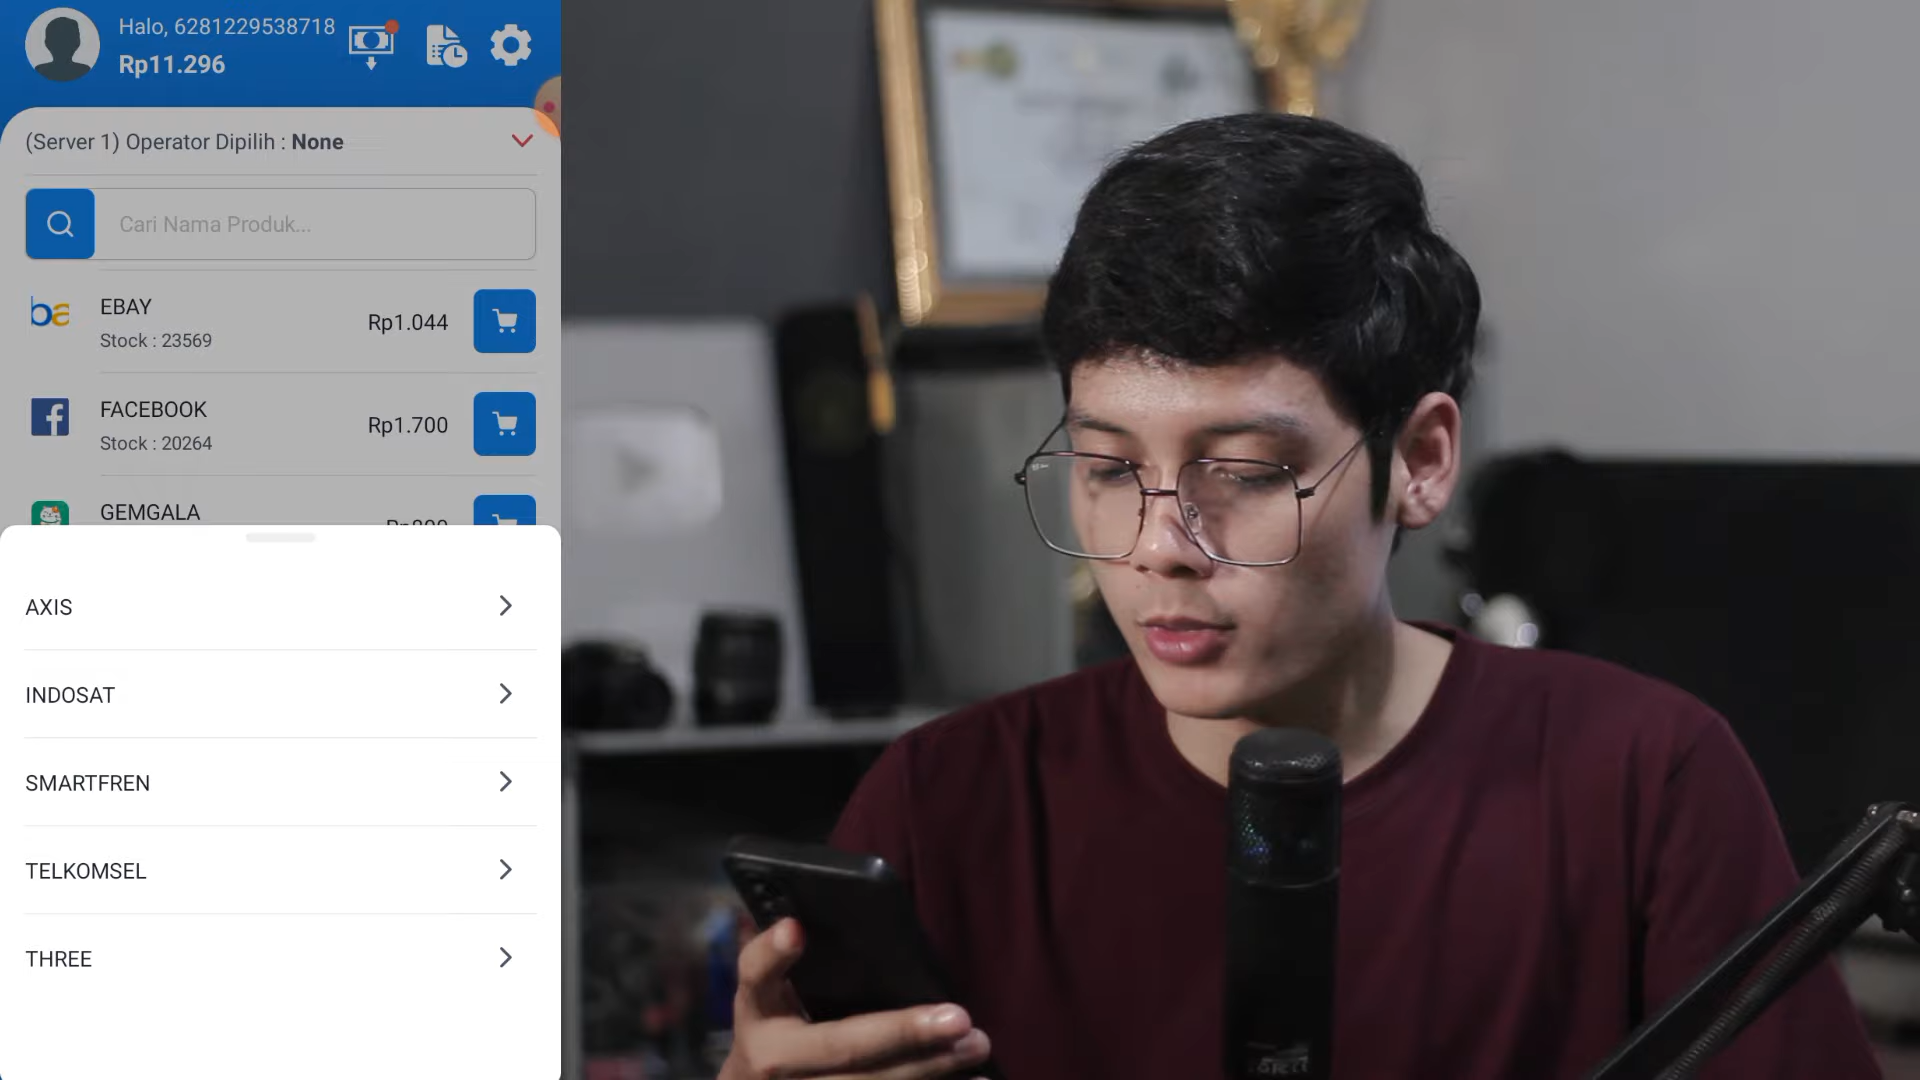 Halo, 6281229538718
Rp11.296
(Server 1) Operator Dipilih : None
Cari Nama Produk...
EBAY
Rp1.044
Stock : 23569
FACEBOOK
Rp1.700
Stock : 20264
GEMGALA
AXIS
INDOSAT
SMARTFREN
TELKOMSEL
THREE